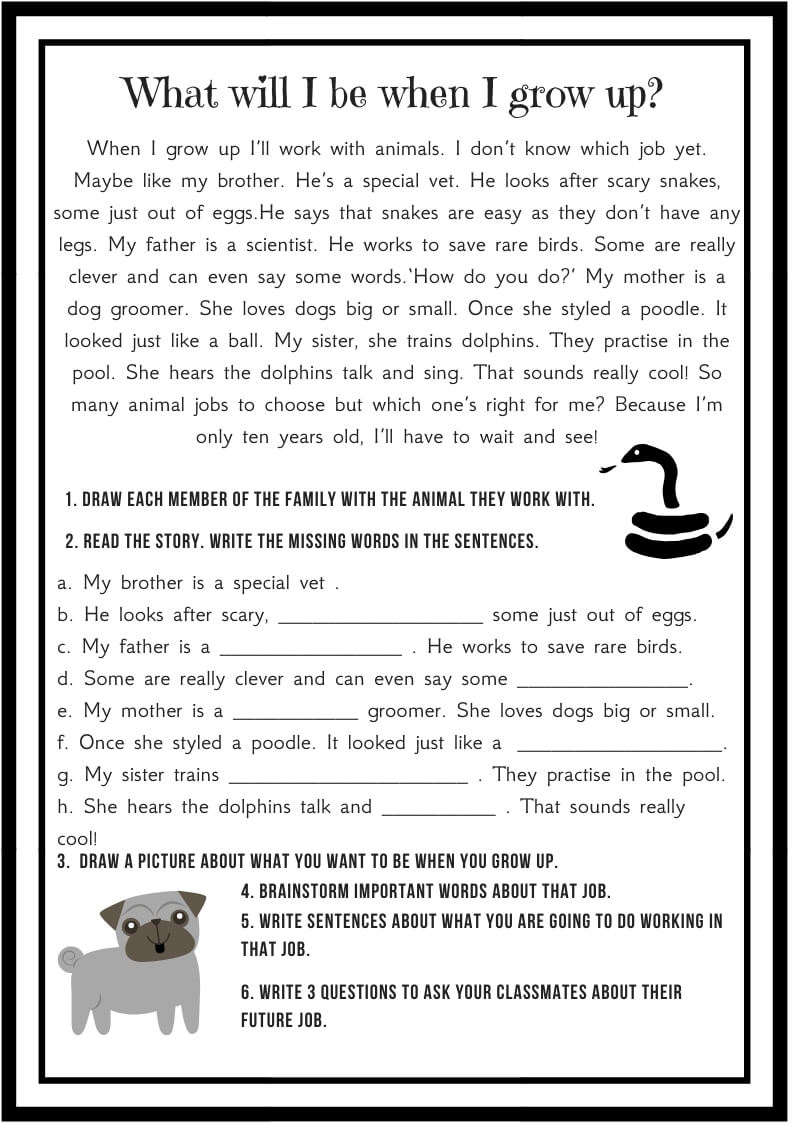 What will I be when I grow up?
When I grow up I'll work with animals. I don't know which job yet.
Maybe like my brother. He's a special vet. He looks after scary snakes,
some just out of eggs.He says that snakes are easy as they don't have any
legs. My father is a scientist. He works to save rare birds. Some are really
clever and can even say some words.‛How do you do?’ My mother is a
dog groomer. She loves dogs big or small. Once she styled a poodle. It
looked just like a ball. My sister, she trains dolphins. They practise in the
pool. She hears the dolphins talk and sing. That sounds really cool! So
many animal jobs to choose but which one's right for me? Because I'm
only ten years old, I'll have to wait and see!
1. DRAW EACH MEMBER OF THE FAMILY WITH THE ANIMAL THEY WORK WITH.
2. READ THE STORY. WRITE THE MISSING WORDS IN THE SENTENCES.
a. My brother is a special vet .
b. He looks after scary, __________________ some just out of eggs.
c. My father is a ________________ . He works to save rare birds.
d. Some are really clever and can even say some _______________.
e. My mother is a ___________ groomer. She loves dogs big or small.
f. Once she styled a poodle. It looked just like a __________________.
g. My sister trains _____________________ . They practise in the pool.
h. She hears the dolphins talk and __________ . That sounds really
cool!
3. DRAW A PICTURE ABOUT WHAT YOU WANT TO BE WHEN YOU GROW UP.
4. BRAINSTORM IMPORTANT WORDS ABOUT THAT JOB.
5. WRITE SENTENCES ABOUT WHAT YOU ARE GOING TO DO WORKING IN
THAT JOB.
6. WRITE 3 QUESTIONS TO ASK YOUR CLASSMATES ABOUT THEIR
FUTURE JOB.